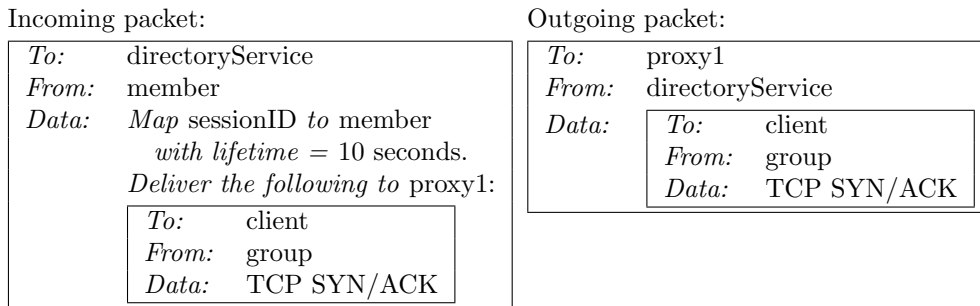 Incoming packet:
To: directoryService
From: member
Data: Map sessionID to member
with lifetime = 10 seconds.
Deliver the following to proxy1:
To: client
From: group
Data: TCP SYN/ACK
Outgoing packet:
To: proxy1
From: directoryService
Data: To: client
From: group
Data: TCP SYN/ACK